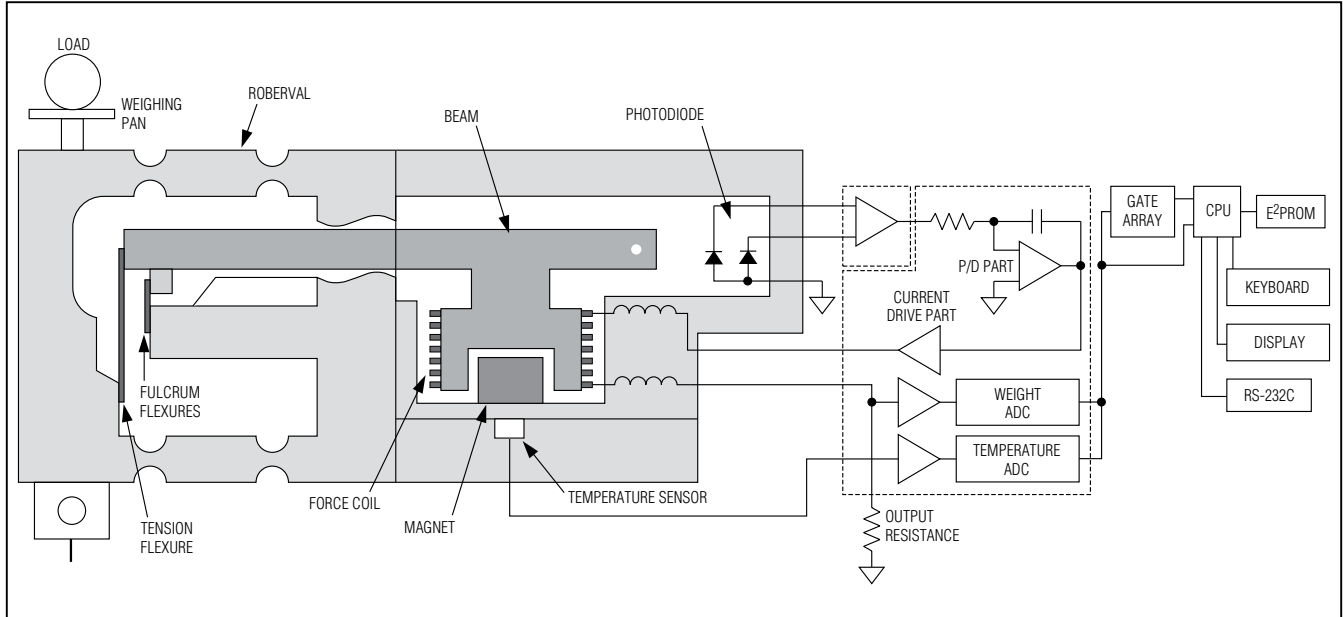 LOAD
WEIGHING
PAN
ROBERVAL
BEAM
PHOTODIODE
GATE
ARRAY
CPU
E²PROM
P/D PART
KEYBOARD
CURRENT
DRIVE PART
DISPLAY
FULCRUM
FLEXURES
WEIGHT
ADC
RS-232C
TEMPERATURE
ADC
FORCE COIL
TEMPERATURE SENSOR
MAGNET
OUTPUT
RESISTANCE
TENSION
FLEXURE